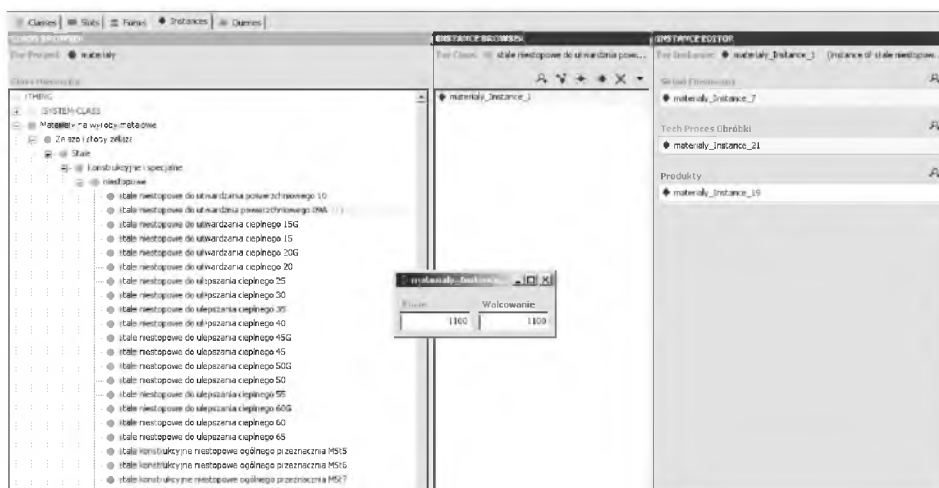 Classes Slots Forms Instances Queries
CLASS BROWSER
For Project: materialy
Class Hierarchy
:THING
:SYSTEM-CLASS
Materiały na wyroby metalowe
Żelazo i stopy żelaza
Stale
konstrukcyjne i specjalne
niestopowe
stale niestopowe do utwardzania powierzchniowego 10
stale niestopowe do utwardzania powierzchniowego
stale niestopowe do utwardzania cieplnego 15G
stale niestopowe do utwardzania cieplnego 15
stale niestopowe do utwardzania cieplnego 20G
stale niestopowe do utwardzania cieplnego 20
stale niestopowe do ulepszania cieplnego 25
stale niestopowe do ulepszania cieplnego 30
stale niestopowe do ulepszania cieplnego 35
stale niestopowe do ulepszania cieplnego 40
stale niestopowe do ulepszania cieplnego 45G
stale niestopowe do ulepszania cieplnego 45
stale niestopowe do ulepszania cieplnego 50G
stale niestopowe do ulepszania cieplnego 50
stale niestopowe do ulepszania cieplnego 55
stale niestopowe do ulepszania cieplnego 60G
stale niestopowe do ulepszania cieplnego 60
stale niestopowe do ulepszania cieplnego 65
stale konstrukcyjne niestopowe ogólnego przeznacznia MSt5
stale konstrukcyjne niestopowe ogólnego przeznacznia MSt6
stale konstrukcyjne niestopowe ogólnego przeznacznia MSt7
INSTANCE BROWSER
For Class: stale niestopowe do utwardzania powi...
materialy_Instance_1
INSTANCE EDITOR
For Instance: materialy_Instance_1 (instance of stale niestopowe...
Sklad Chemiczny
materialy_Instance_7
Tech Proces Obróbki
materialy_Instance_21
Produkty
materialy_Instance_19
materialy_Instance...
Kucie Walcowanie
1100 1100